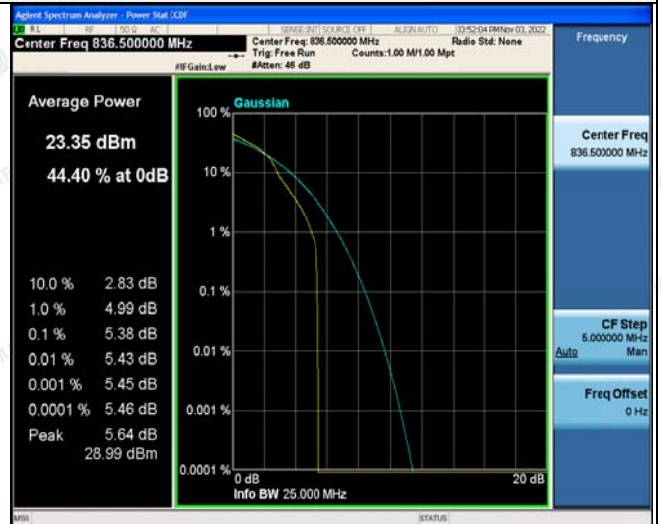 Agilent Spectrum Analyzer - Power Stat CCDF
RL RF 50 Ω AC SENSE:INT SOURCE OFF ALIGN AUTO 03:52:04 PM Nov 03, 2022
Center Freq 836.500000 MHz
Center Freq: 836.500000 MHz
Radio Std: None
Trig: Free Run
Counts:1.00 M/1.00 Mpt
#IFGain:Low
#Atten: 46 dB
Frequency
Average Power
23.35 dBm
44.40 % at 0dB
10.0 % 2.83 dB
1.0 % 4.99 dB
0.1 % 5.38 dB
0.01 % 5.43 dB
0.001 % 5.45 dB
0.0001 % 5.46 dB
Peak 5.64 dB
28.99 dBm
Gaussian
100 %
10 %
1 %
0.1 %
0.01 %
0.001 %
0.0001 %
0 dB
20 dB
Info BW 25.000 MHz
Center Freq
836.500000 MHz
CF Step
5.000000 MHz
Auto Man
Freq Offset
0 Hz
MSG
STATUS